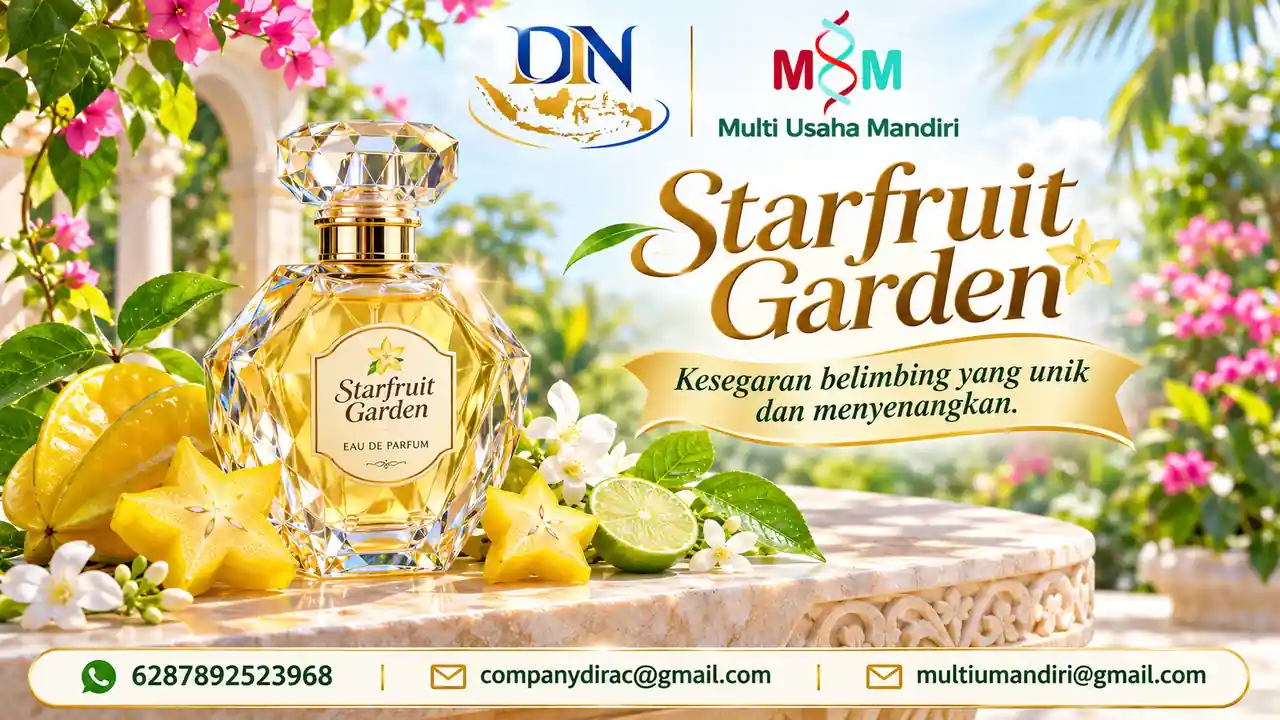 DIN
MM
Multi Usaha Mandiri
Starfruit
Garden
Kesegaran belimbing yang unik
dan menyenangkan.
Starfruit
Garden
EAU DE PARFUM
6287892523968 | companydirac@gmail.com | multiumandiri@gmail.com